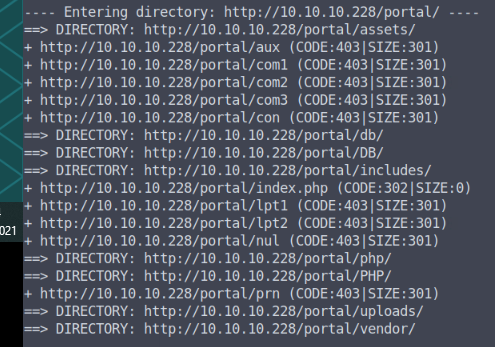 ---- Entering directory: http://10.10.10.228/portal/ ----
==> DIRECTORY: http://10.10.10.228/portal/assets/
+ http://10.10.10.228/portal/aux (CODE:403|SIZE:301)
+ http://10.10.10.228/portal/com1 (CODE:403|SIZE:301)
+ http://10.10.10.228/portal/com2 (CODE:403|SIZE:301)
+ http://10.10.10.228/portal/com3 (CODE:403|SIZE:301)
+ http://10.10.10.228/portal/con (CODE:403|SIZE:301)
==> DIRECTORY: http://10.10.10.228/portal/db/
==> DIRECTORY: http://10.10.10.228/portal/DB/
==> DIRECTORY: http://10.10.10.228/portal/includes/
+ http://10.10.10.228/portal/index.php (CODE:302|SIZE:0)
+ http://10.10.10.228/portal/lpt1 (CODE:403|SIZE:301)
+ http://10.10.10.228/portal/lpt2 (CODE:403|SIZE:301)
+ http://10.10.10.228/portal/nul (CODE:403|SIZE:301)
==> DIRECTORY: http://10.10.10.228/portal/php/
==> DIRECTORY: http://10.10.10.228/portal/PHP/
+ http://10.10.10.228/portal/prn (CODE:403|SIZE:301)
==> DIRECTORY: http://10.10.10.228/portal/uploads/
==> DIRECTORY: http://10.10.10.228/portal/vendor/
021